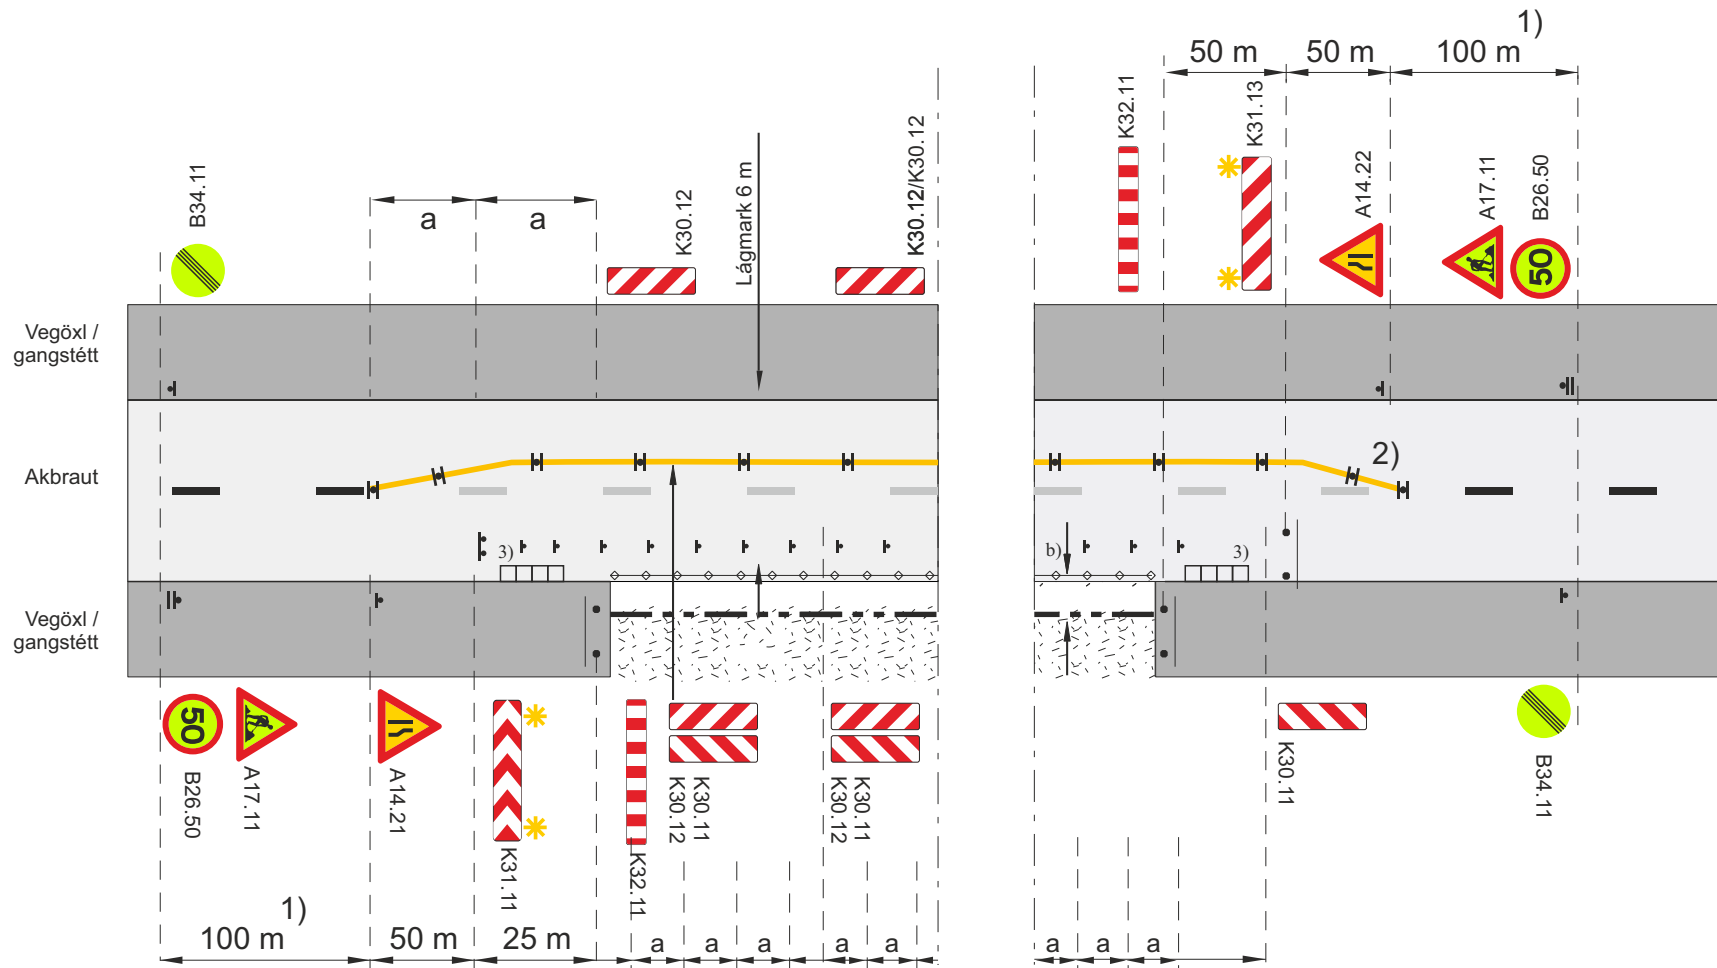 1)
50 m
50 m
100 m
B34.11
a
a
K30.12
Lágmark 6 m
K30.12/K30.12
K32.11
K31.13
A14.22
A17.11
B26.50
50
Vegöxl /
gangstétt
Akbraut
2)
3)
b)
3)
Vegöxl /
gangstétt
50
B26.50
A17.11
A14.21
K31.11
K32.11
K30.11
K30.12
K30.11
K30.12
K30.11
B34.11
1)
100 m
50 m
25 m
a
a
a
a
a
a
a
a